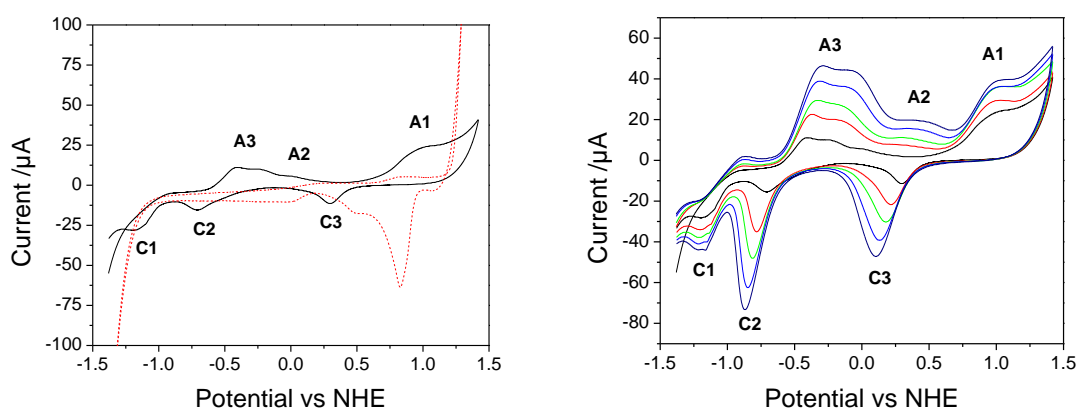 100
75
50
25
0
-25
-50
-75
-100
A3
A2
A1
C1
C2
C3
-1.5 -1.0 -0.5 0.0 0.5 1.0 1.5
Current /µA
Potential vs NHE
60
40
20
0
-20
-40
-60
-80
A3
A2
A1
C1
C2
C3
-1.5 -1.0 -0.5 0.0 0.5 1.0 1.5
Current /µA
Potential vs NHE